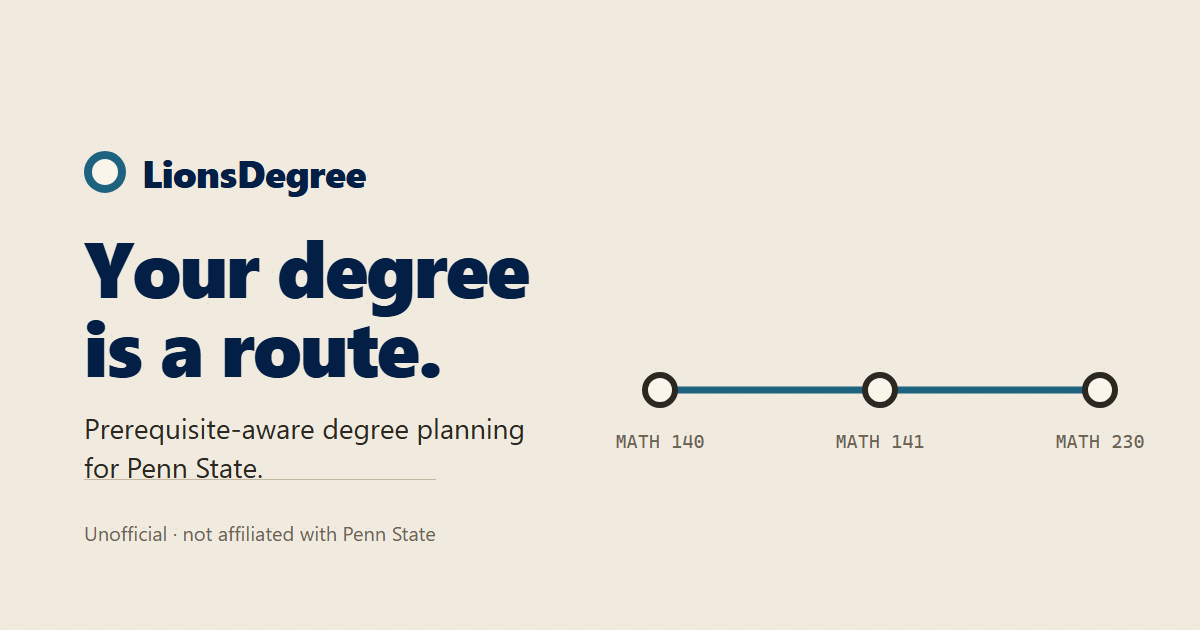 LionsDegree
Your degree
is a route.
Prerequisite-aware degree planning
for Penn State.
Unofficial · not affiliated with Penn State
MATH 140
MATH 141
MATH 230